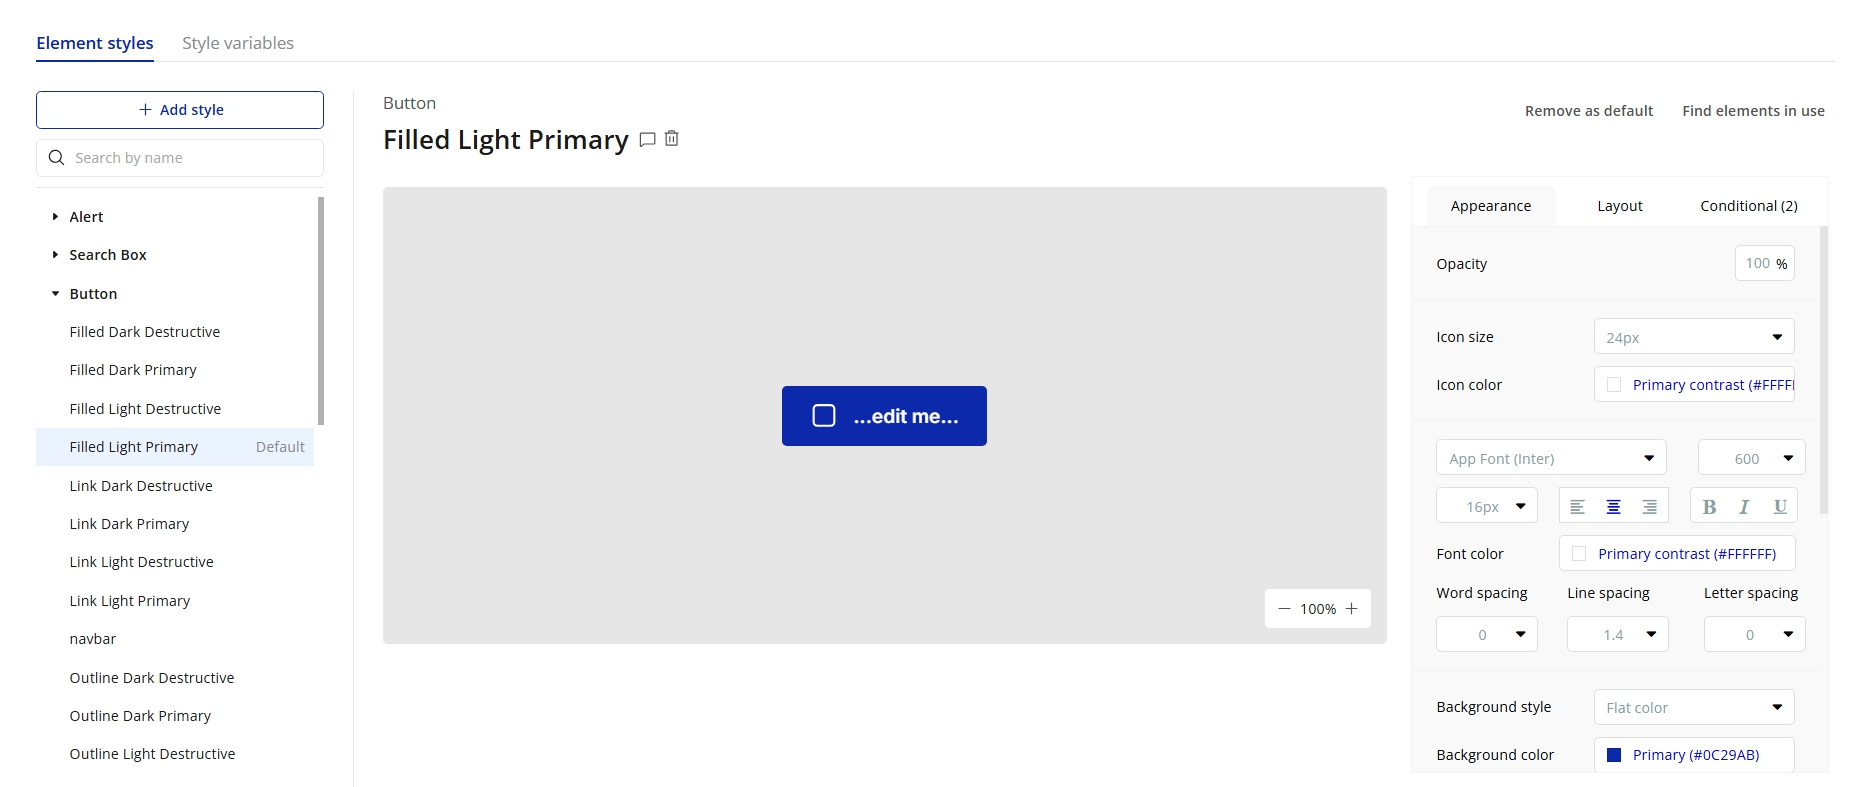 Element styles
Style variables
Add style
Search by name
Alert
Search Box
Button
Filled Dark Destructive
Filled Dark Primary
Filled Light Destructive
Filled Light Primary Default
Link Dark Destructive
Link Dark Primary
Link Light Destructive
Link Light Primary
navbar
Outline Dark Destructive
Outline Dark Primary
Outline Light Destructive
Button
Filled Light Primary
Remove as default
Find elements in use
...edit me...
100%
Appearance
Layout
Conditional (2)
Opacity 100 %
Icon size 24px
Icon color Primary contrast (#FFFF
App Font (Inter) 600
16px B I U
Font color Primary contrast (#FFFFFF)
Word spacing Line spacing Letter spacing
0 1.4 0
Background style Flat color
Background color Primary (#0C29AB)